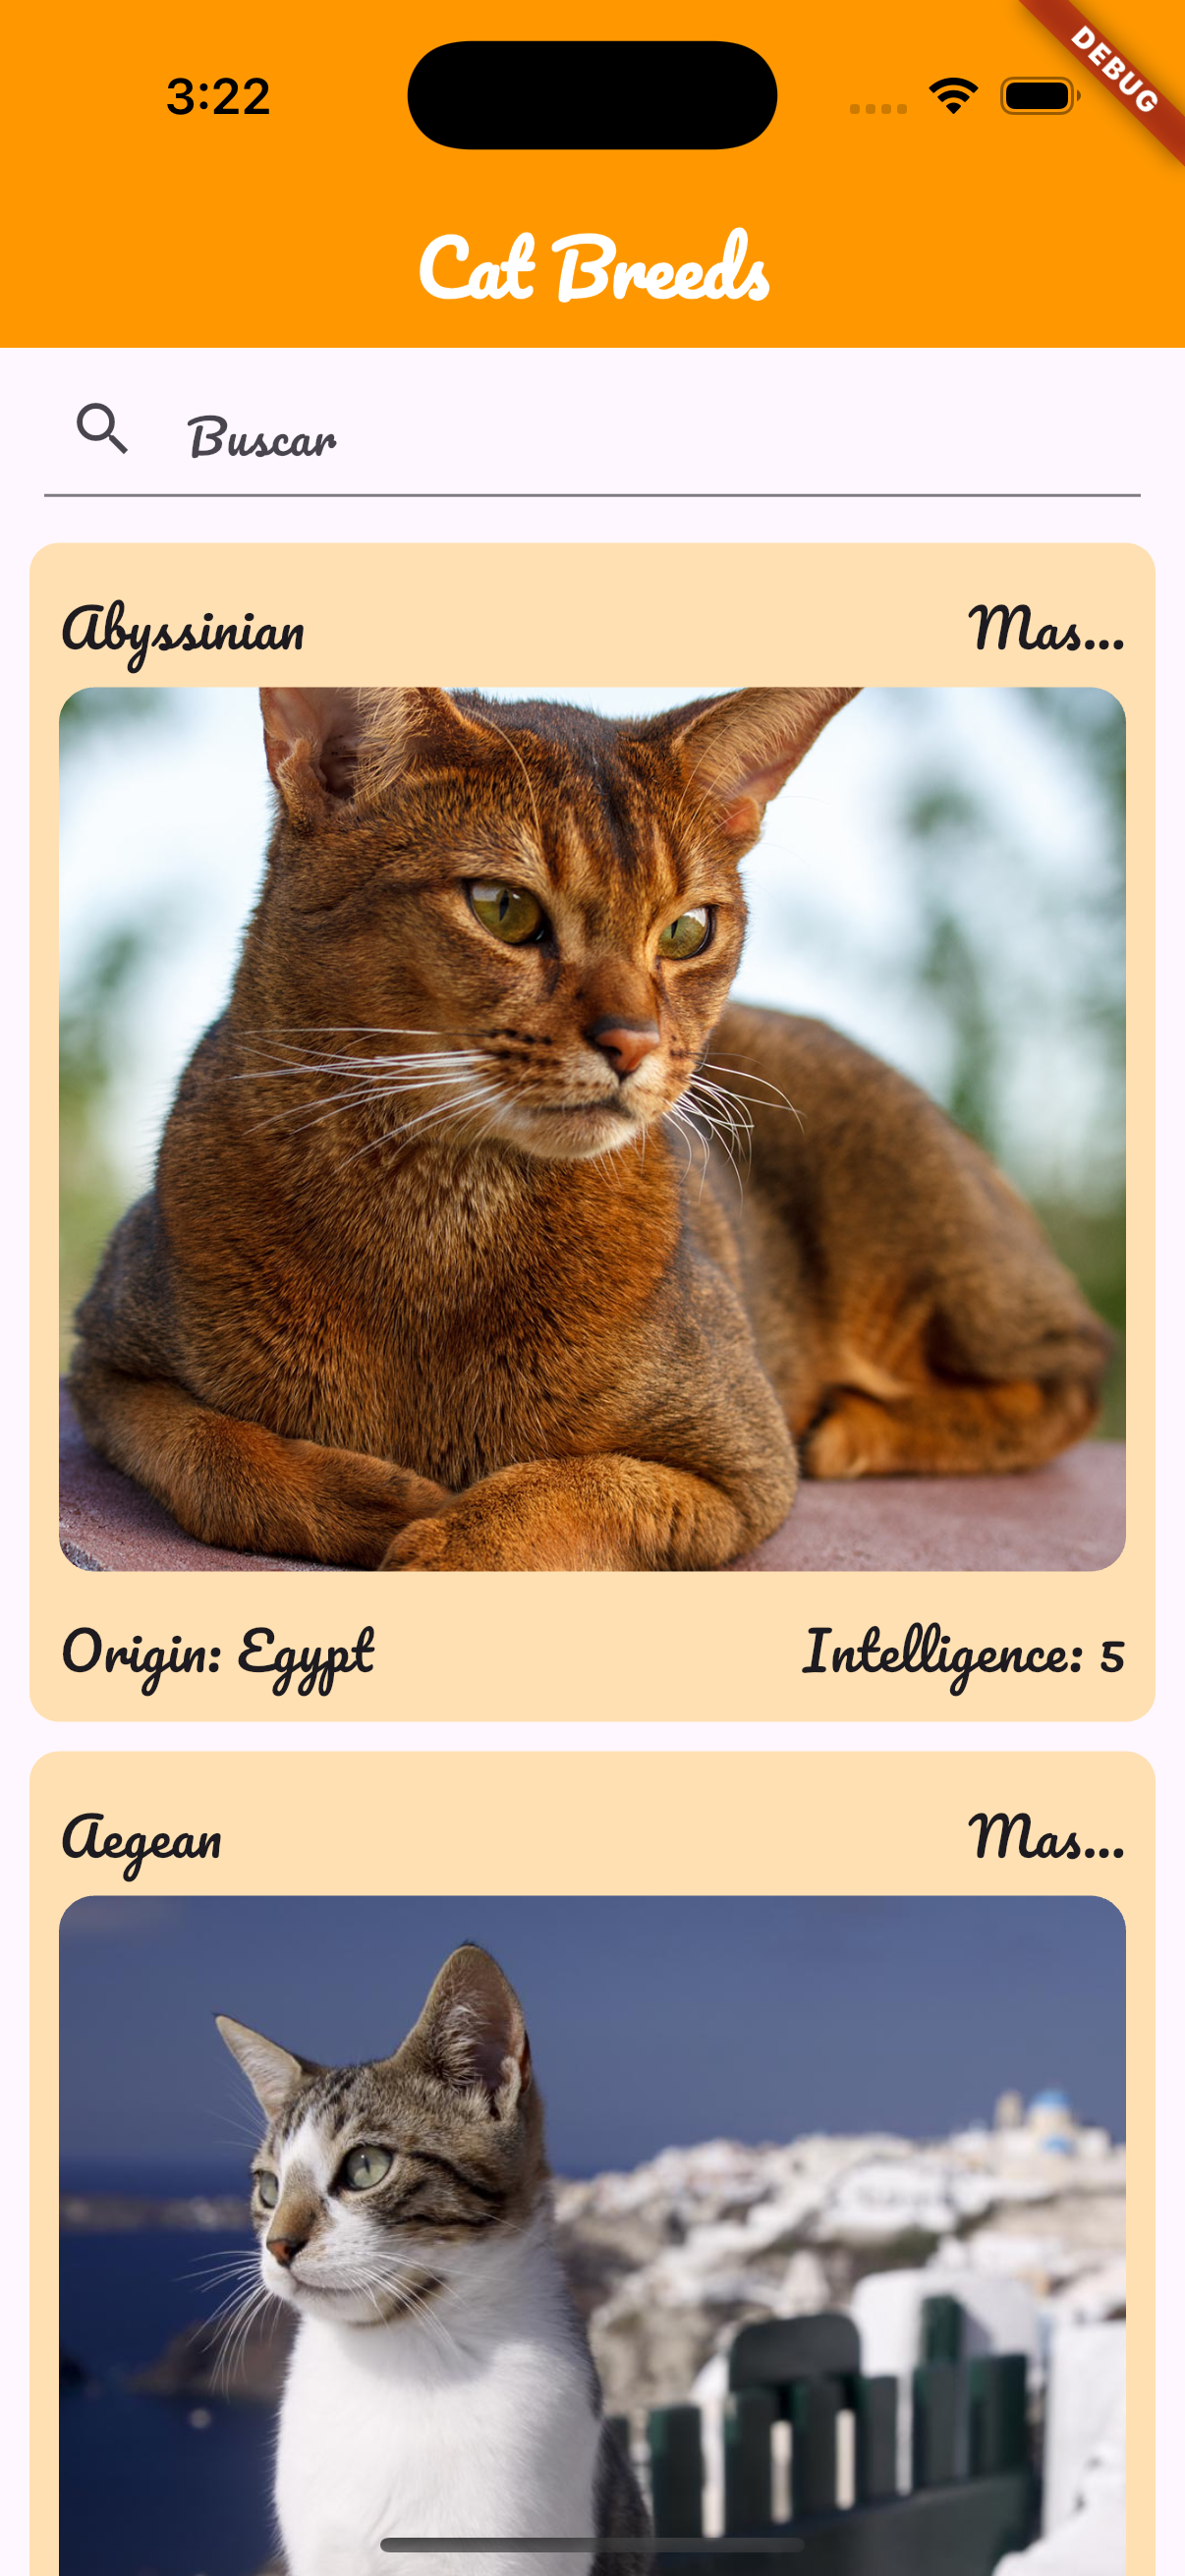 3:22
DEBUG
Cat Breeds
Buscar
Abyssinian Mas...
Origin: Egypt Intelligence: 5
Aegean Mas...